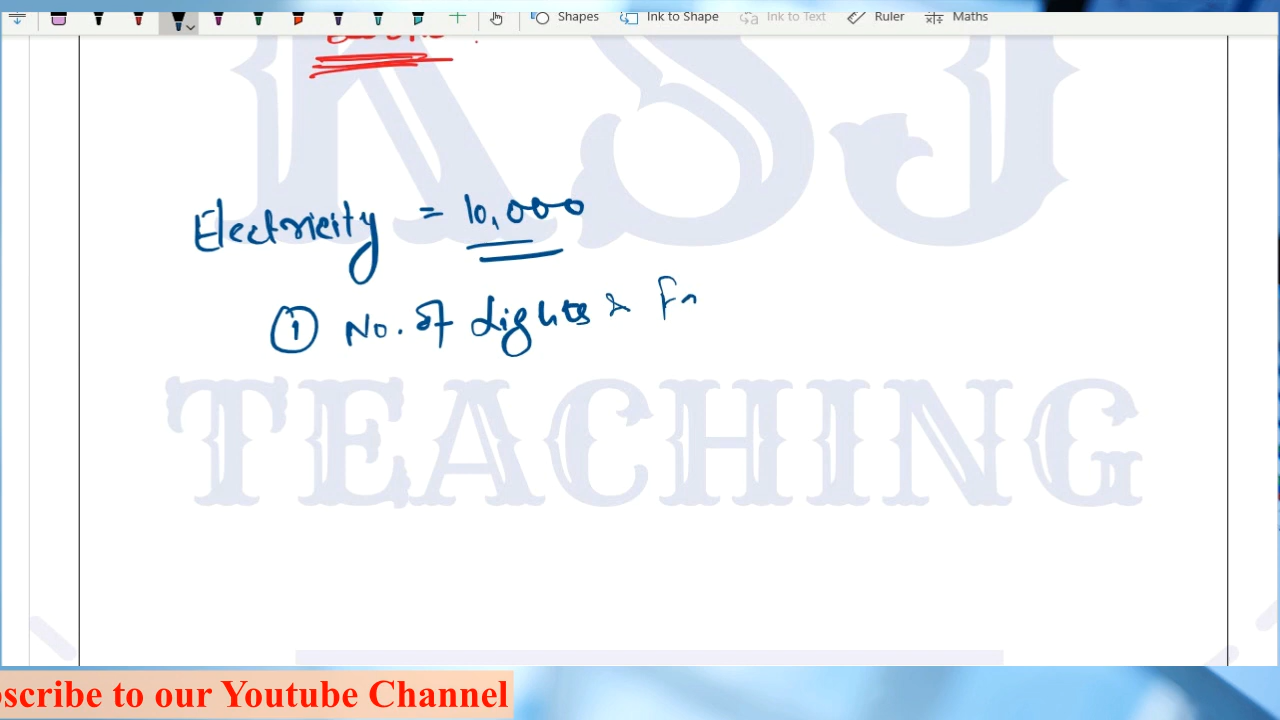 Shapes Ink to Shape Ink to Text Ruler Maths
KSJ
Electricity = 10,000
① No. of Lights & Fa
TEACHING
scribe to our Youtube Channel